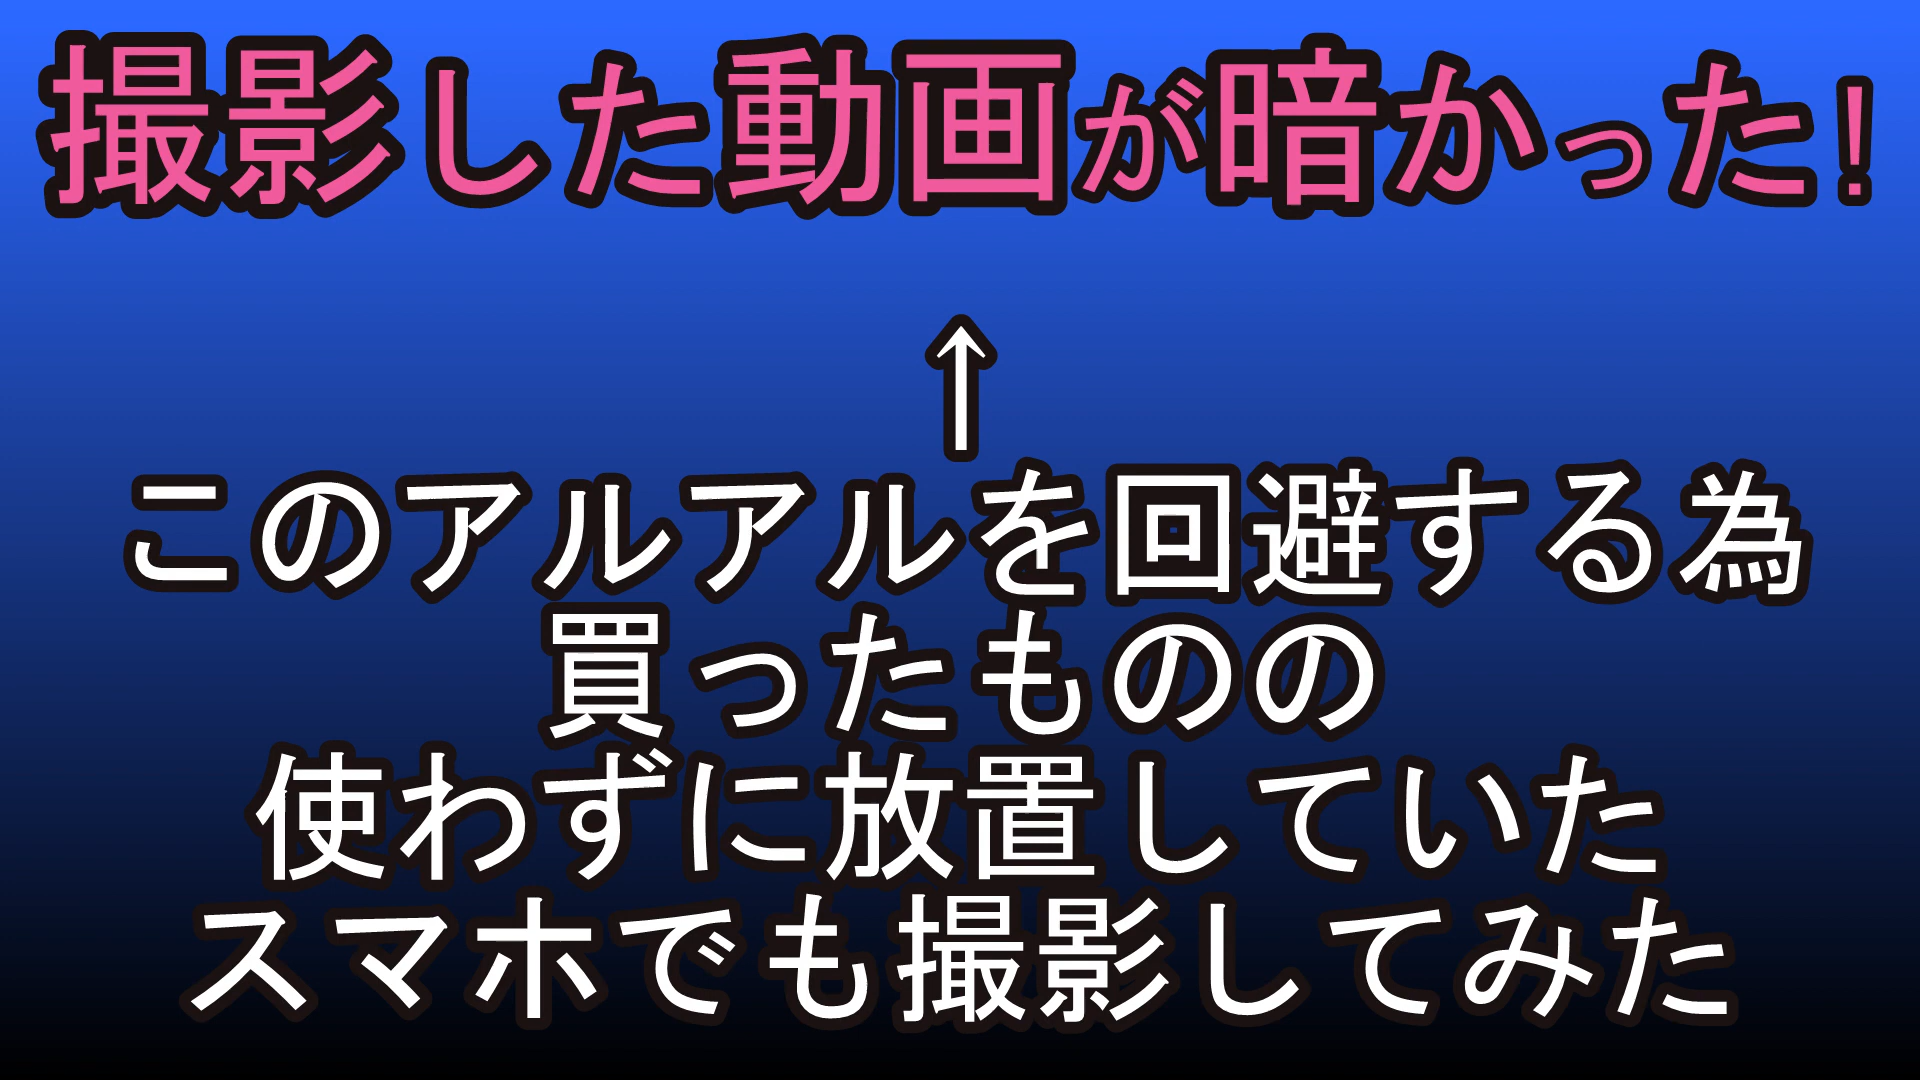 撮影した動画が暗かった!
↑
このアルアルを回避する為
買ったものの
使わずに放置していた
スマホでも撮影してみた